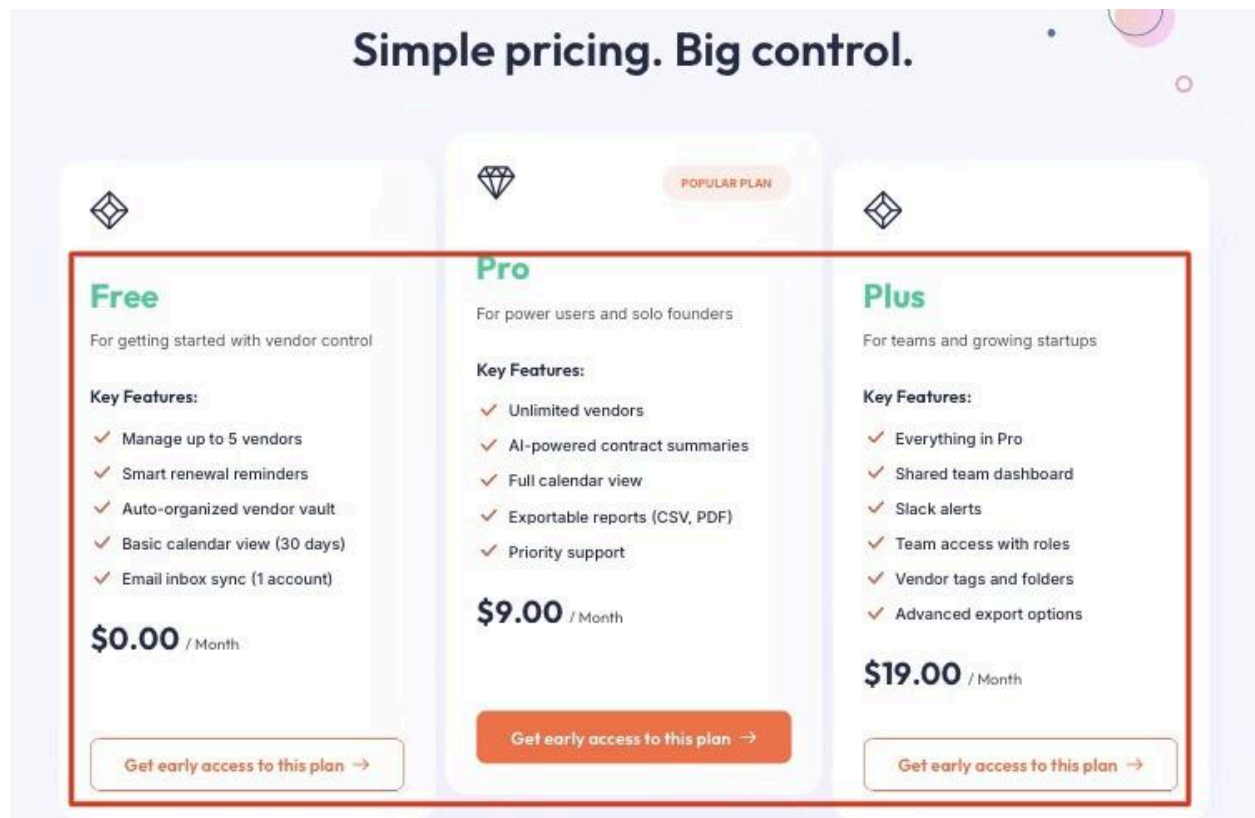 Simple pricing. Big control.
Free
For getting started with vendor control
Key Features:
Manage up to 5 vendors
Smart renewal reminders
Auto-organized vendor vault
Basic calendar view (30 days)
Email inbox sync (1 account)
$0.00 / Month
Get early access to this plan →
POPULAR PLAN
Pro
For power users and solo founders
Key Features:
Unlimited vendors
AI-powered contract summaries
Full calendar view
Exportable reports (CSV, PDF)
Priority support
$9.00 / Month
Get early access to this plan →
Plus
For teams and growing startups
Key Features:
Everything in Pro
Shared team dashboard
Slack alerts
Team access with roles
Vendor tags and folders
Advanced export options
$19.00 / Month
Get early access to this plan →